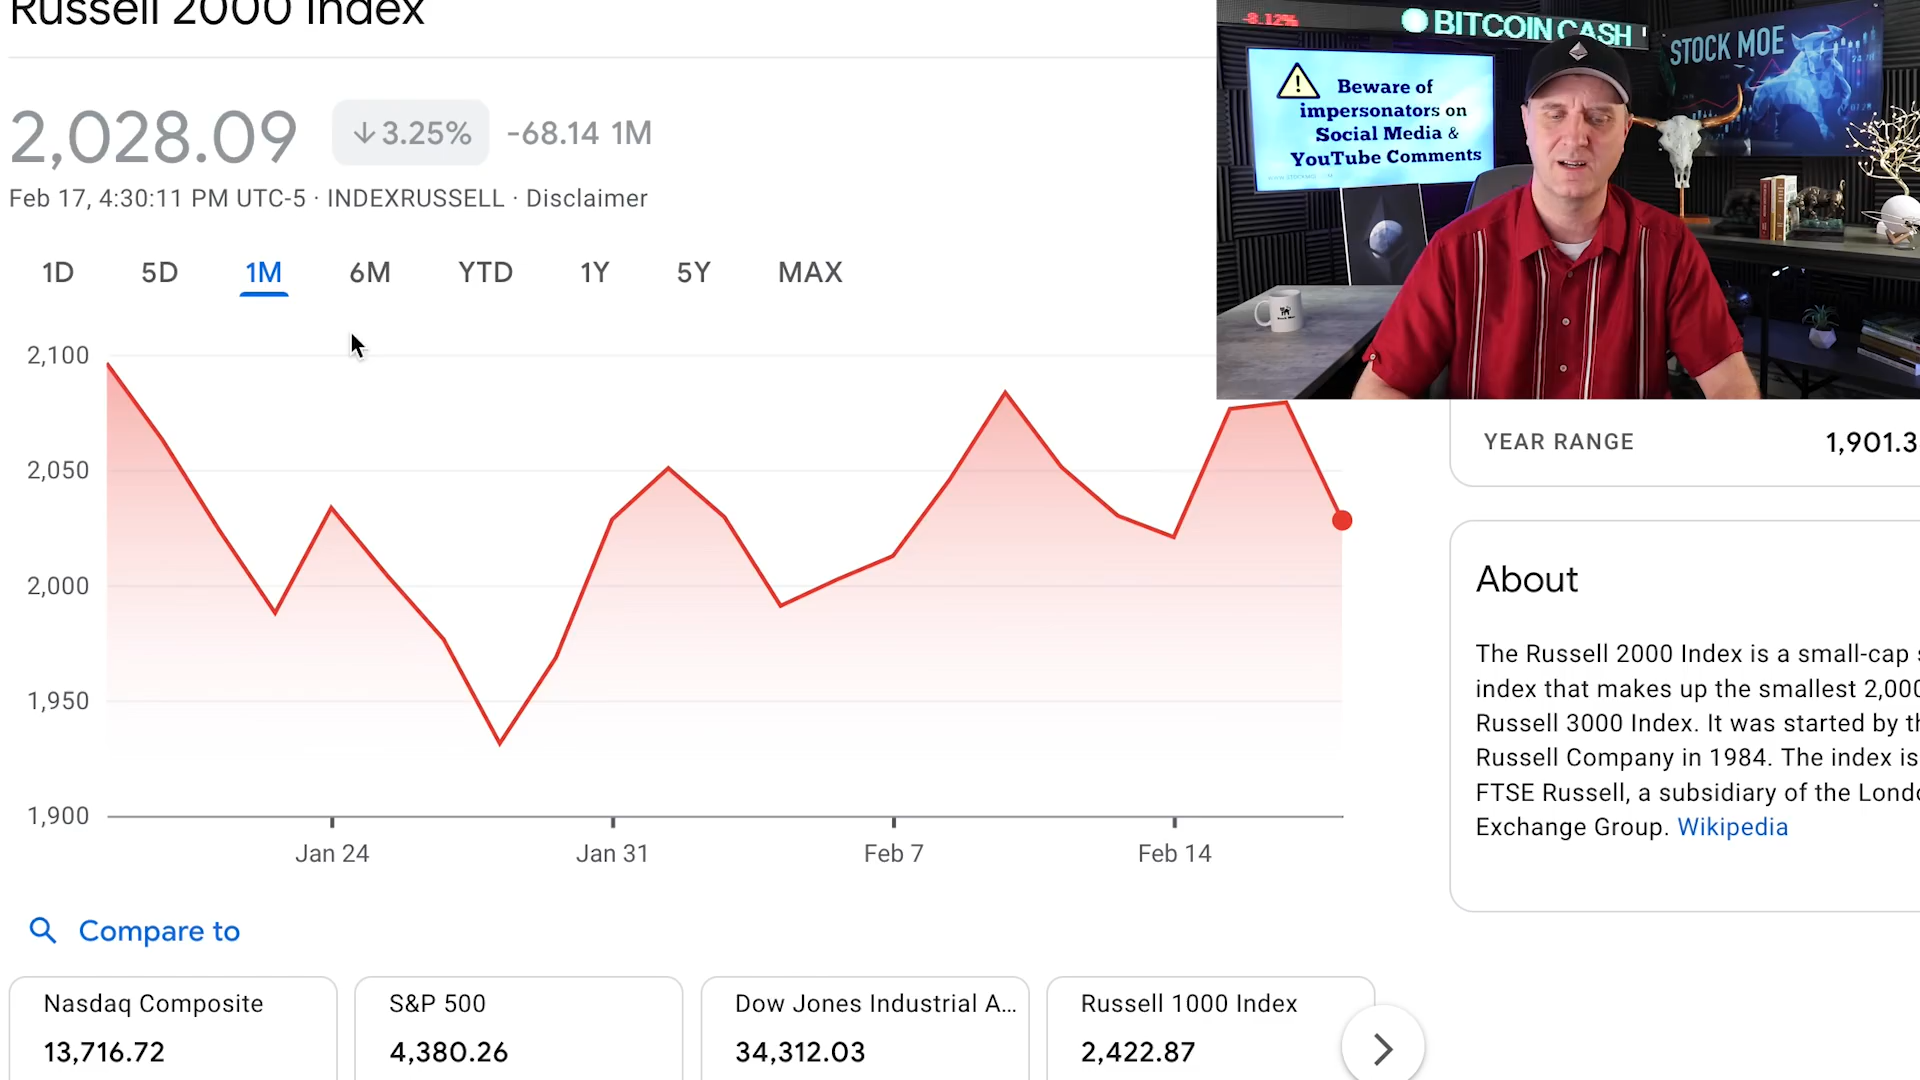 Russell 2000 Index
2,028.09
↓3.25%
-68.14 1M
Feb 17, 4:30:11 PM UTC-5 · INDEXRUSSELL · Disclaimer
1D 5D 1M 6M YTD 1Y 5Y MAX
2,100
2,050
2,000
1,950
1,900
Jan 24 Jan 31 Feb 7 Feb 14
Compare to
Nasdaq Composite
13,716.72
S&P 500
4,380.26
Dow Jones Industrial A...
34,312.03
Russell 1000 Index
2,422.87
-8.12%
BITCOIN CASH
STOCK MOE
Beware of
impersonators on
Social Media &
YouTube Comments
YEAR RANGE
1,901.3
About
The Russell 2000 Index is a small-cap
index that makes up the smallest 2,000
Russell 3000 Index. It was started by
Russell Company in 1984. The index is
FTSE Russell, a subsidiary of the
Exchange Group. Wikipedia